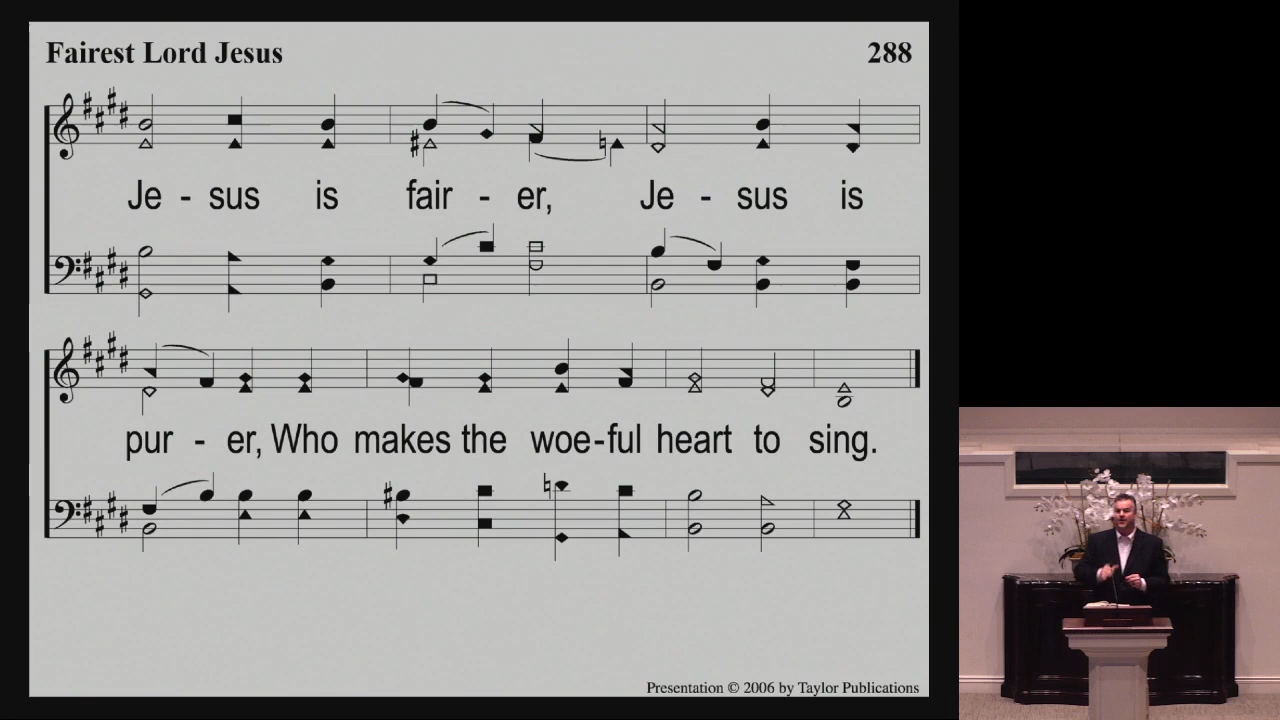 Fairest Lord Jesus 288
Je - sus is fair - er, Je - sus is
pur - er, Who makes the woe-ful heart to sing.
Presentation © 2006 by Taylor Publications